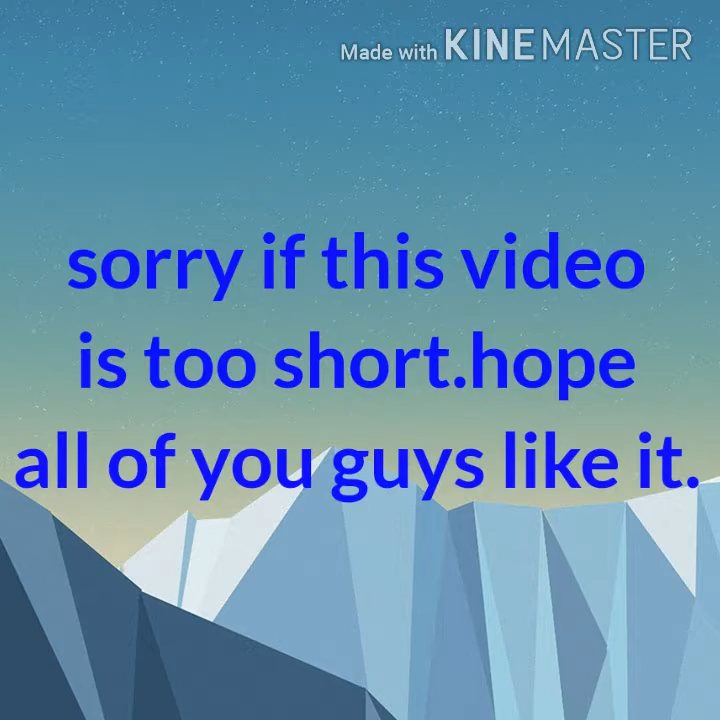 Made with KINEMASTER
sorry if this video
is too short.hope
all of you guys like it.